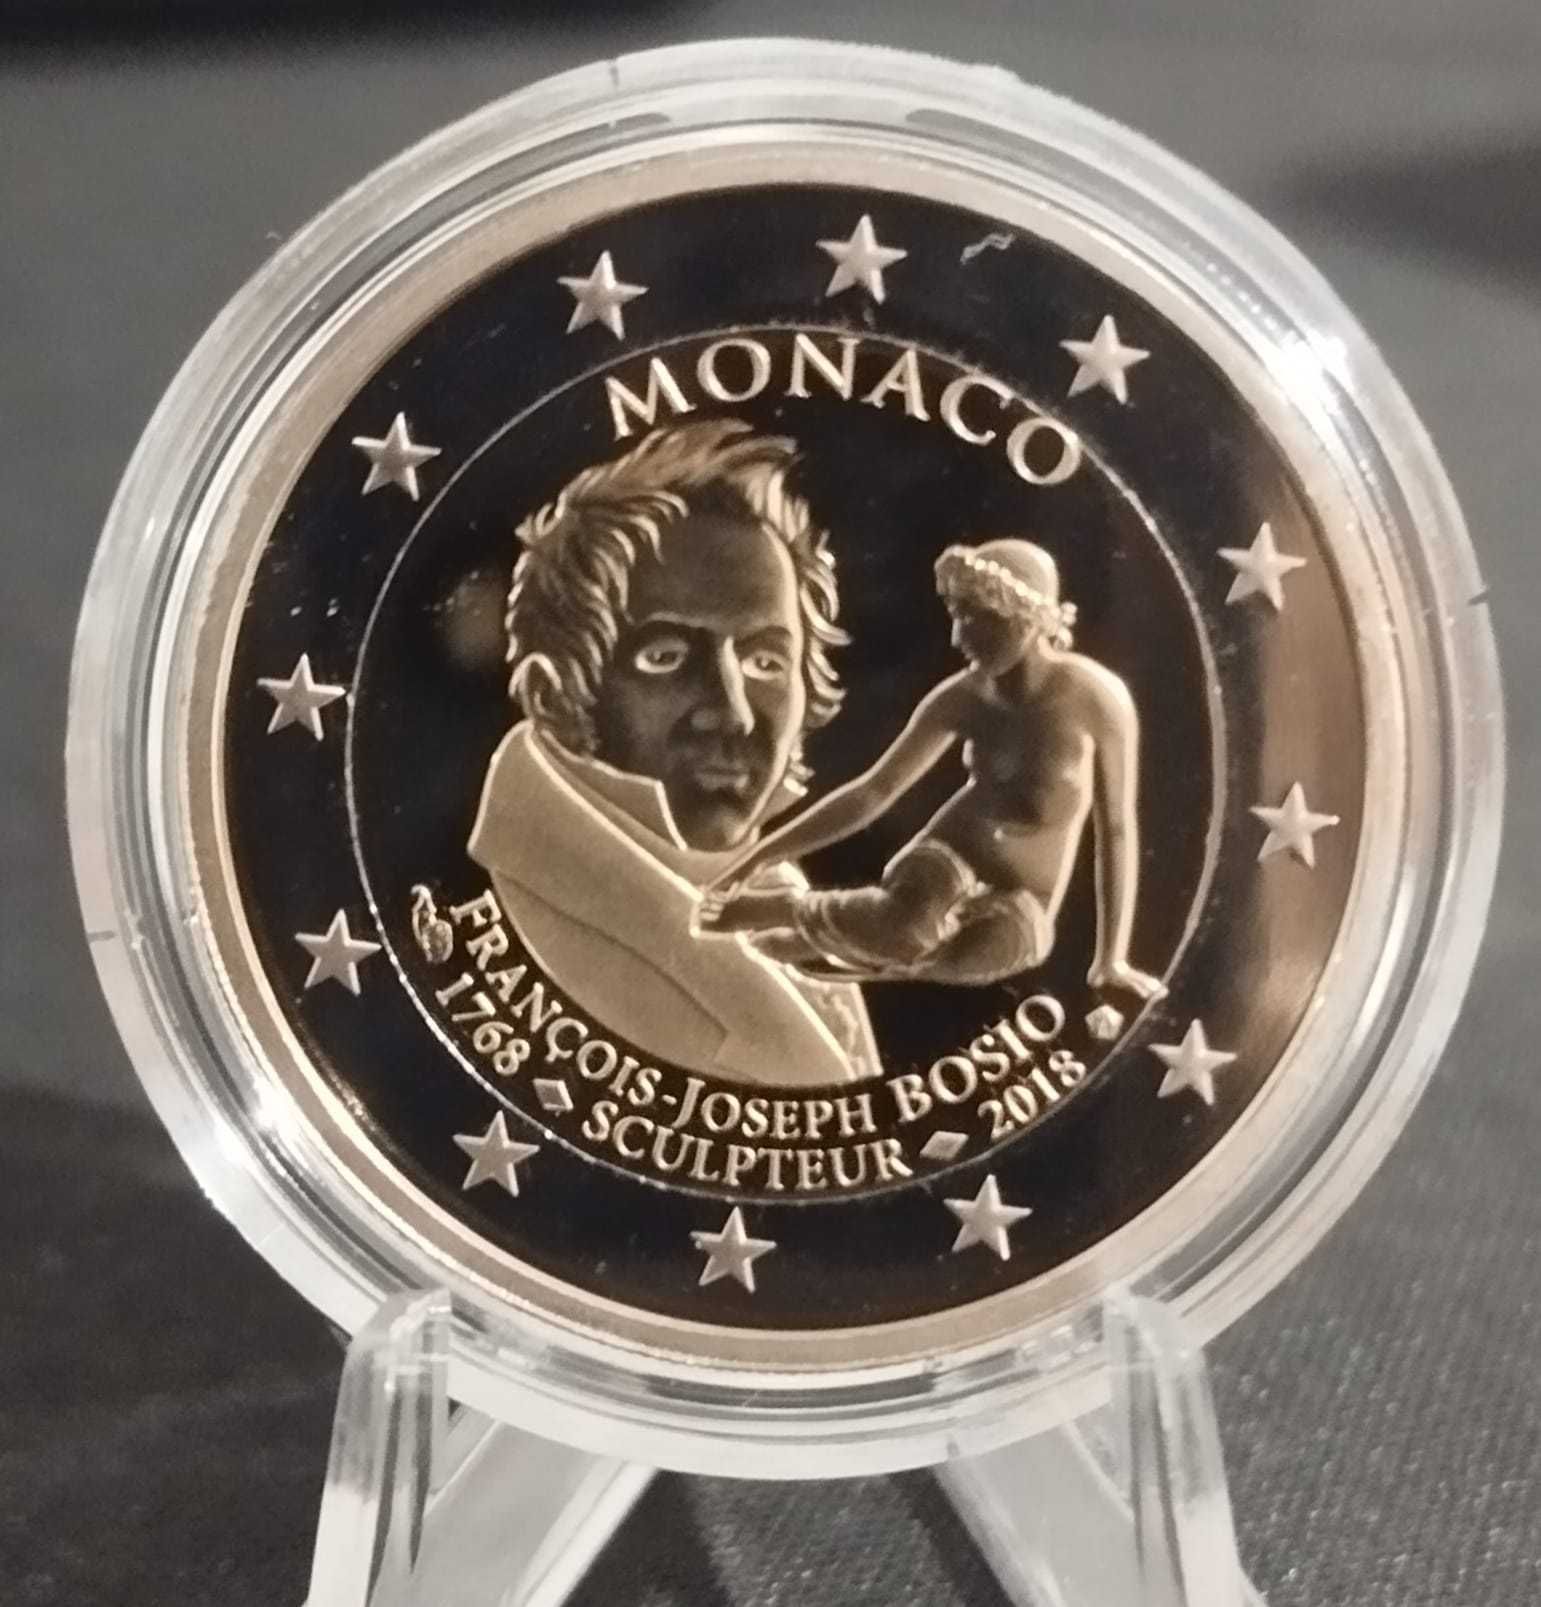 MONACO
FRANÇOIS-JOSEPH BOSIO
1768 SCULPTEUR 2018